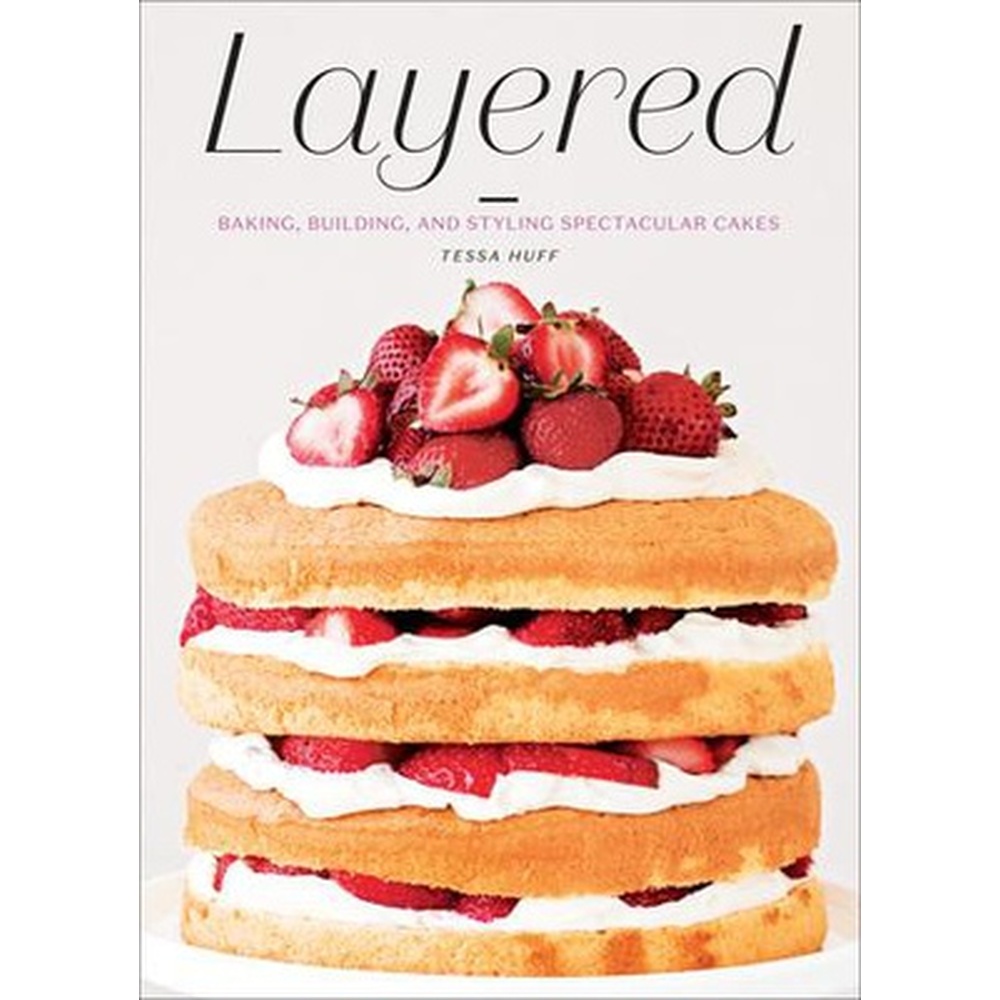 Layered
BAKING, BUILDING, AND STYLING SPECTACULAR CAKES
TESSA HUFF